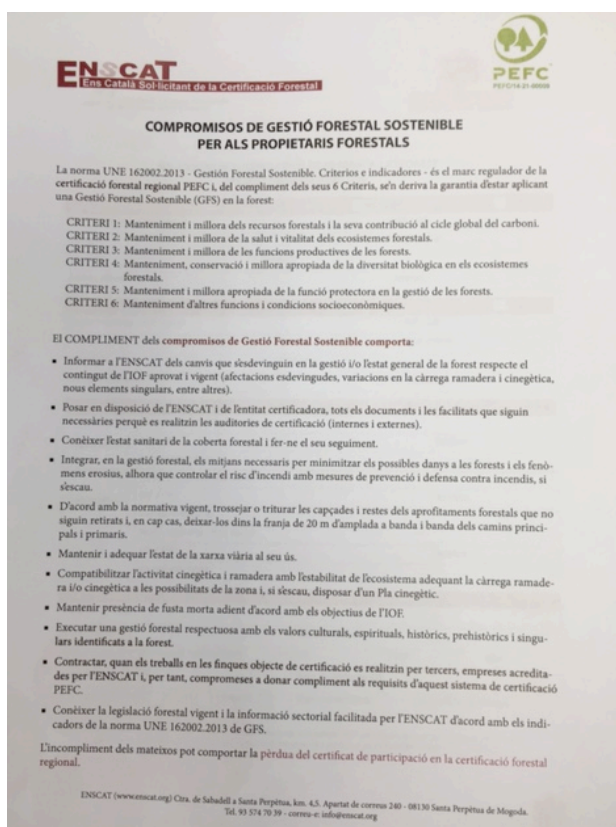 ENSCAT
Ens Català Sol·licitant de la Certificació Forestal
PEFC
PEFC/14-21-00008
COMPROMISOS DE GESTIÓ FORESTAL SOSTENIBLE
PER ALS PROPIETARIS FORESTALS
La norma UNE 162002.2013 - Gestión Forestal Sostenible. Criterios e indicadores - és el marc regulador de la
certificació forestal regional PEFC i, del compliment dels seus 6 Criteris, se'n deriva la garantia d'estar aplicant
una Gestió Forestal Sostenible (GFS) en la forest:
CRITERI 1: Manteniment i millora dels recursos forestals i la seva contribució al cicle global del carboni.
CRITERI 2: Manteniment i millora de la salut i vitalitat dels ecosistemes forestals.
CRITERI 3: Manteniment i millora de les funcions productives de les forests.
CRITERI 4: Manteniment, conservació i millora apropiada de la diversitat biològica en els ecosistemes
forestals.
CRITERI 5: Manteniment i millora apropiada de la funció protectora en la gestió de les forests.
CRITERI 6: Manteniment d'altres funcions i condicions socioeconòmiques.
El COMPLIMENT dels compromisos de Gestió Forestal Sostenible comporta:
▪ Informar a l'ENSCAT dels canvis que s'esdevinguin en la gestió i/o l'estat general de la forest respecte el
contingut de l'IOF aprovat i vigent (afectacions esdevingudes, variacions en la càrrega ramadera i cinegètica,
nous elements singulars, entre altres).
▪ Posar en disposició de l'ENSCAT i de l'entitat certificadora, tots els documents i les facilitats que siguin
necessàries perquè es realitzin les auditories de certificació (internes i externes).
▪ Conèixer l'estat sanitari de la coberta forestal i fer-ne el seu seguiment.
▪ Integrar, en la gestió forestal, els mitjans necessaris per minimitzar els possibles danys a les forests i els fenò-
mens erosius, alhora que controlar el risc d'incendi amb mesures de prevenció i defensa contra incendis, si
s'escau.
▪ D'acord amb la normativa vigent, trossejar o triturar les capçades i restes dels aprofitaments forestals que no
siguin retirats i, en cap cas, deixar-los dins la franja de 20 m d'amplada a banda i banda dels camins princi-
pals i primaris.
▪ Mantenir i adequar l'estat de la xarxa viària al seu ús.
▪ Compatibilitzar l'activitat cinegètica i ramadera amb l'estabilitat de l'ecosistema adequant la càrrega ramade-
ra i/o cinegètica a les possibilitats de la zona i, si s'escau, disposar d'un Pla cinegètic.
▪ Mantenir presència de fusta morta adient d'acord amb els objectius de l'IOF.
▪ Executar una gestió forestal respectuosa amb els valors culturals, espirituals, històrics, prehistòrics i singu-
lars identificats a la forest.
▪ Contractar, quan els treballs en les finques objecte de certificació es realitzin per tercers, empreses acredita-
des per l'ENSCAT i, per tant, compromeses a donar compliment als requisits d'aquest sistema de certificació
PEFC.
▪ Conèixer la legislació forestal vigent i la informació sectorial facilitada per l'ENSCAT d'acord amb els indi-
cadors de la norma UNE 162002.2013 de GFS.
L'incompliment dels mateixos pot comportar la pèrdua del certificat de participació en la certificació forestal
regional.
ENSCAT (www.enscat.org) Ctra. de Sabadell a Santa Perpètua, km. 4,5. Apartat de correus 240 - 08130 Santa Perpètua de Mogoda.
Tel. 93 574 70 39 - correu-e: info@enscat.org